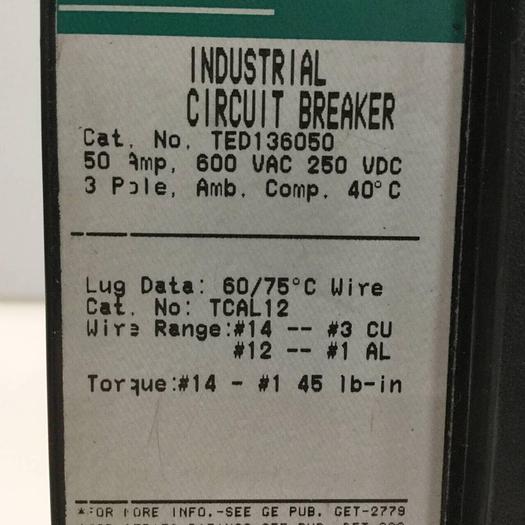 INDUSTRIAL
CIRCUIT BREAKER
Cat. No. TED136050
50 Amp, 600 VAC 250 VDC
3 Pole, Amb. Comp. 40°C
Lug Data: 60/75°C Wire
Cat. No: TCAL12
Wire Range:#14 -- #3 CU
#12 -- #1 AL
Torque:#14 - #1 45 lb-in
*FOR MORE INFO.-SEE GE PUB. GET-2779